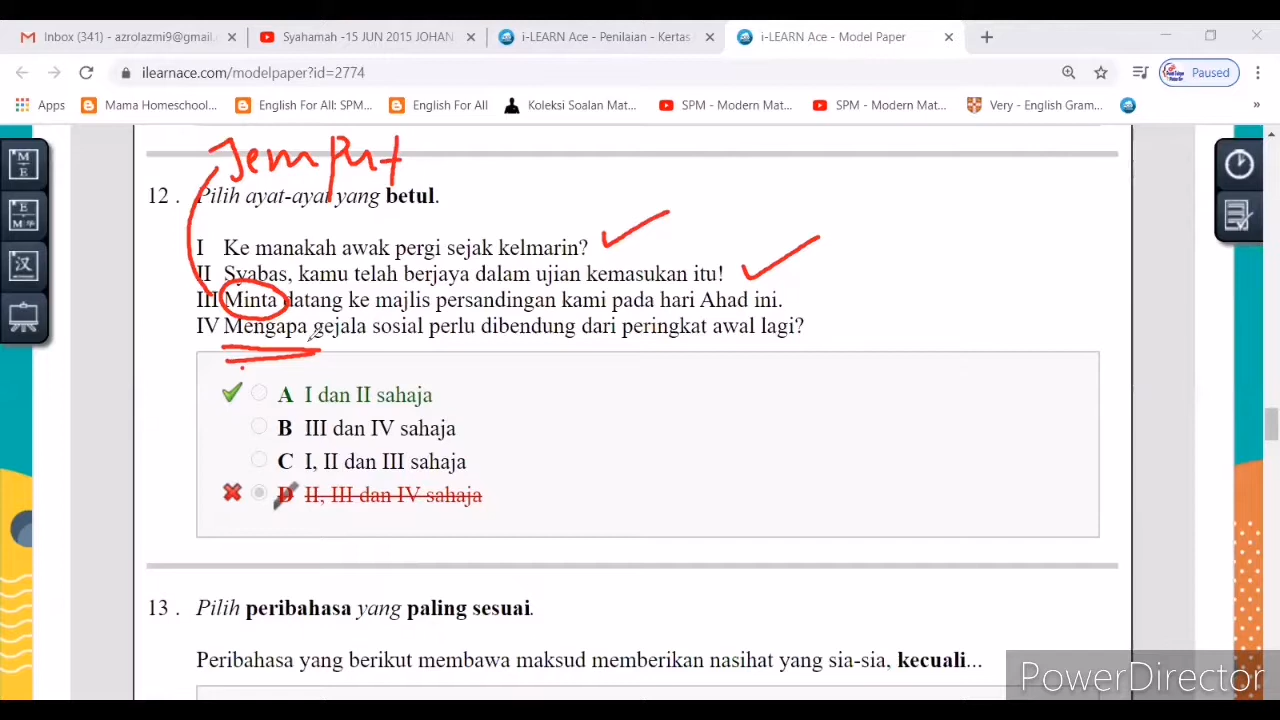 Inbox (341) - azrolazmi9@gmail.
Syahamah -15 JUN 2015 JOHAN
i-LEARN Ace - Penilaian - Kertas
i-LEARN Ace - Model Paper
ilearnace.com/modelpaper?id=2774
Paused
Apps
Mama Homeschool...
English For All: SPM...
English For All
Koleksi Soalan Mat...
SPM - Modern Mat...
SPM - Modern Mat...
Very - English Gram...
»
Jemput
12 . Pilih ayat-ayat yang betul.
I Ke manakah awak pergi sejak kelmarin?
II Syabas, kamu telah berjaya dalam ujian kemasukan itu!
III Minta datang ke majlis persandingan kami pada hari Ahad ini.
IV Mengapa gejala sosial perlu dibendung dari peringkat awal lagi?
A I dan II sahaja
B III dan IV sahaja
C I, II dan III sahaja
D II, III dan IV sahaja
13 . Pilih peribahasa yang paling sesuai.
Peribahasa yang berikut membawa maksud memberikan nasihat yang sia-sia, kecuali...
PowerDirector